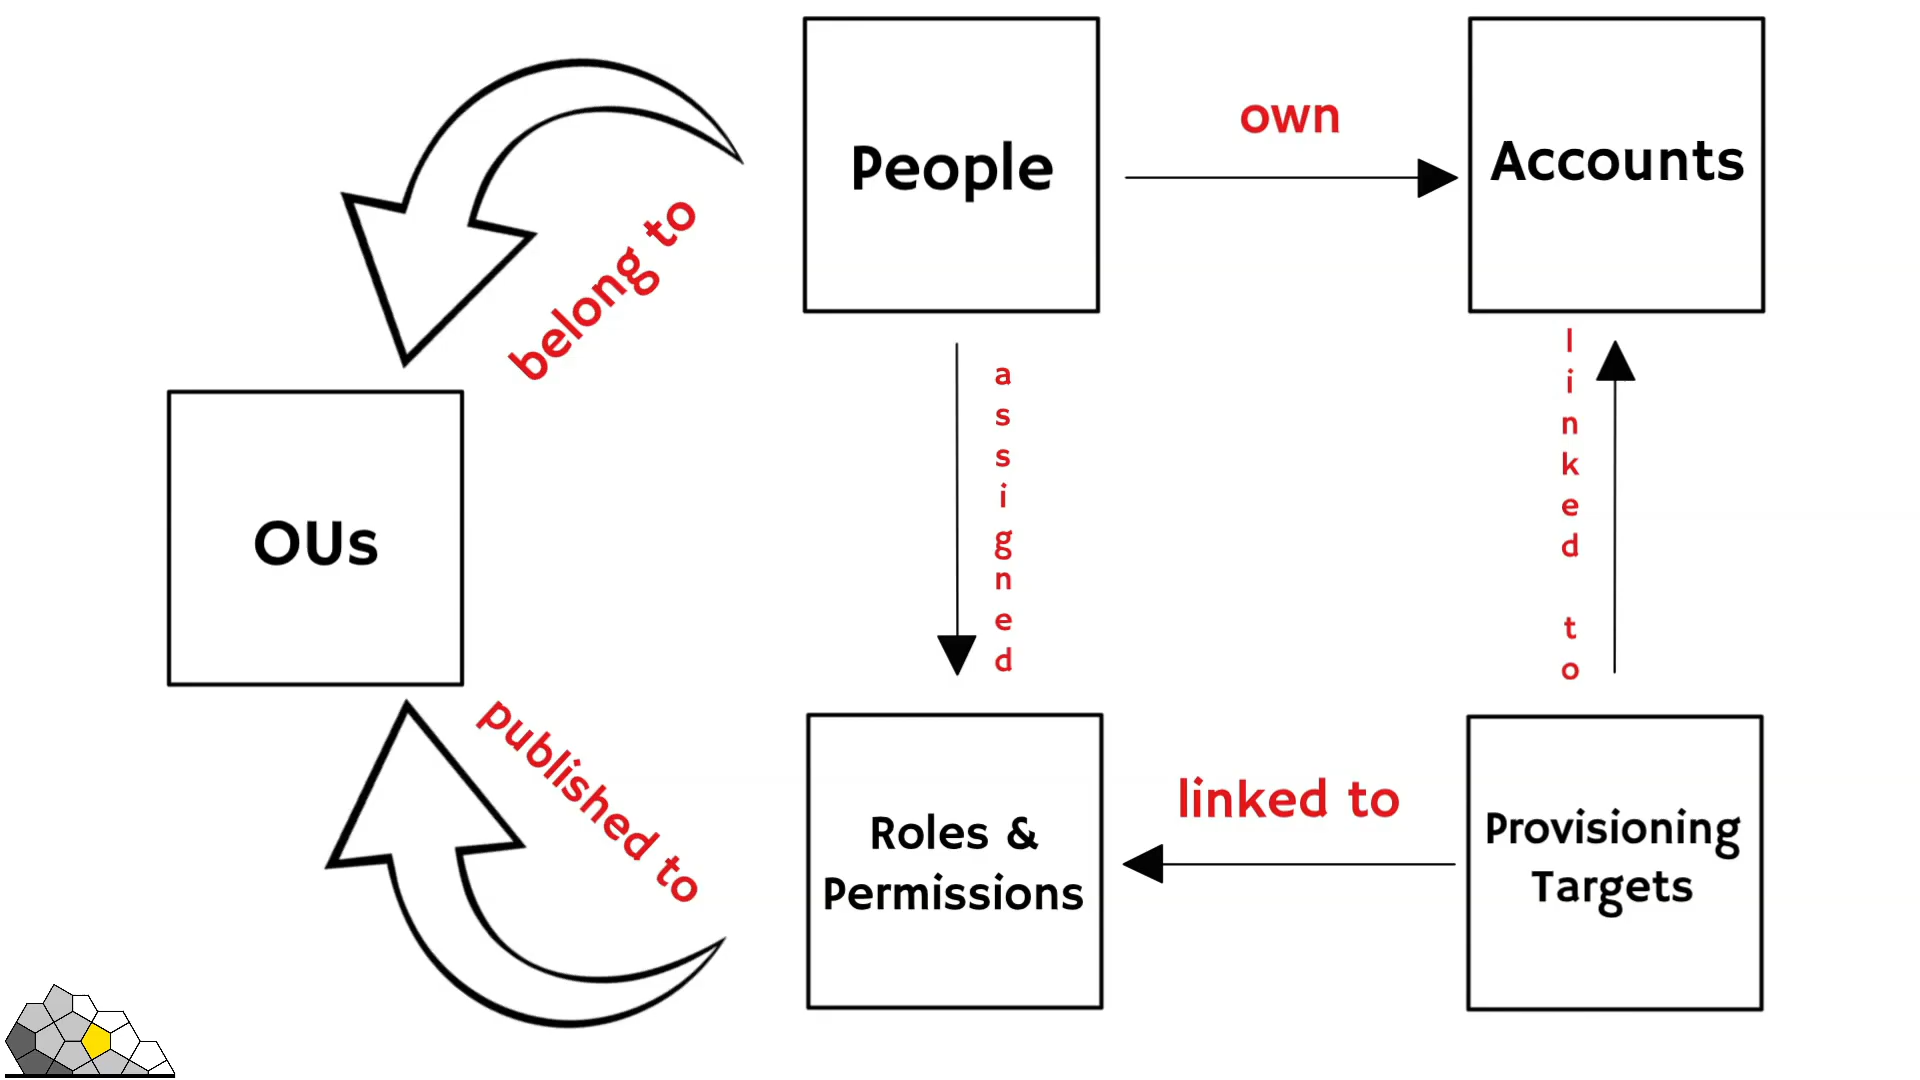 People
own
Accounts
belong to
assigned
linked to
OUs
published to
Roles &
Permissions
linked to
Provisioning
Targets